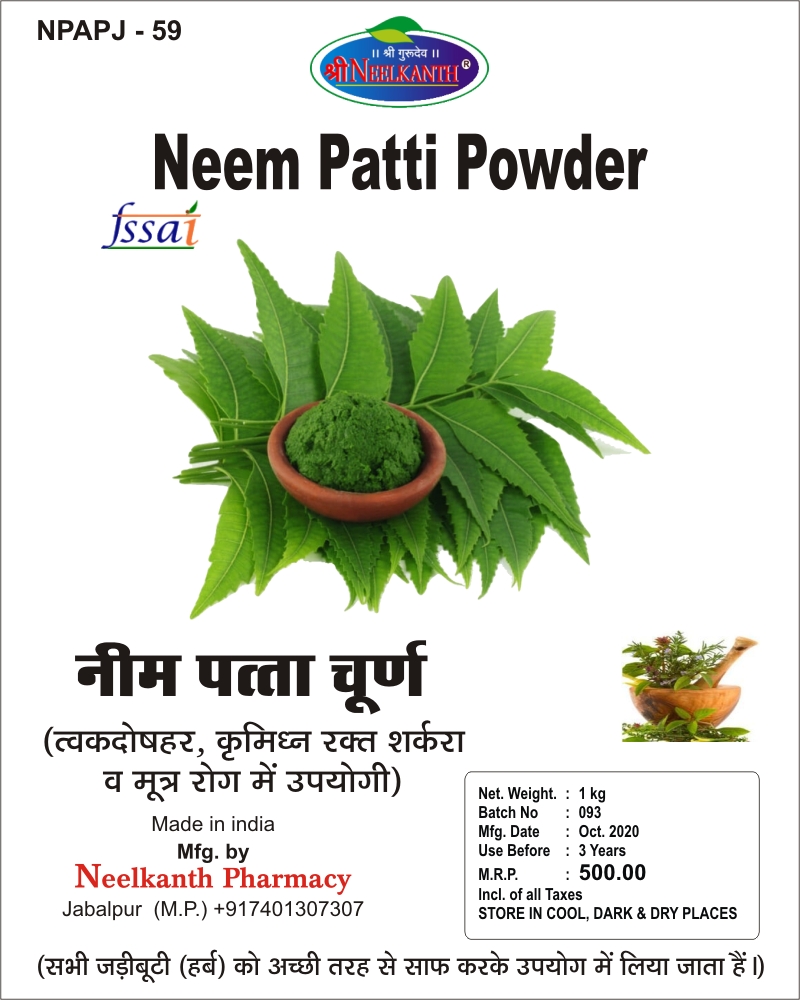 NPAPJ - 59
।। श्री गुरूदेव ।।
श्री NEELKANTH ®
Neem Patti Powder
fssai
नीम पत्ता चूर्ण
(त्वकदोषहर, कृमिध्न रक्त शर्करा
व मूत्र रोग में उपयोगी)
Made in india
Mfg. by
Neelkanth Pharmacy
Jabalpur (M.P.) +917401307307
Net. Weight. : 1 kg
Batch No : 093
Mfg. Date : Oct. 2020
Use Before : 3 Years
M.R.P. : 500.00
Incl. of all Taxes
STORE IN COOL, DARK & DRY PLACES
(सभी जड़ीबूटी (हर्ब) को अच्छी तरह से साफ करके उपयोग में लिया जाता हैं।)